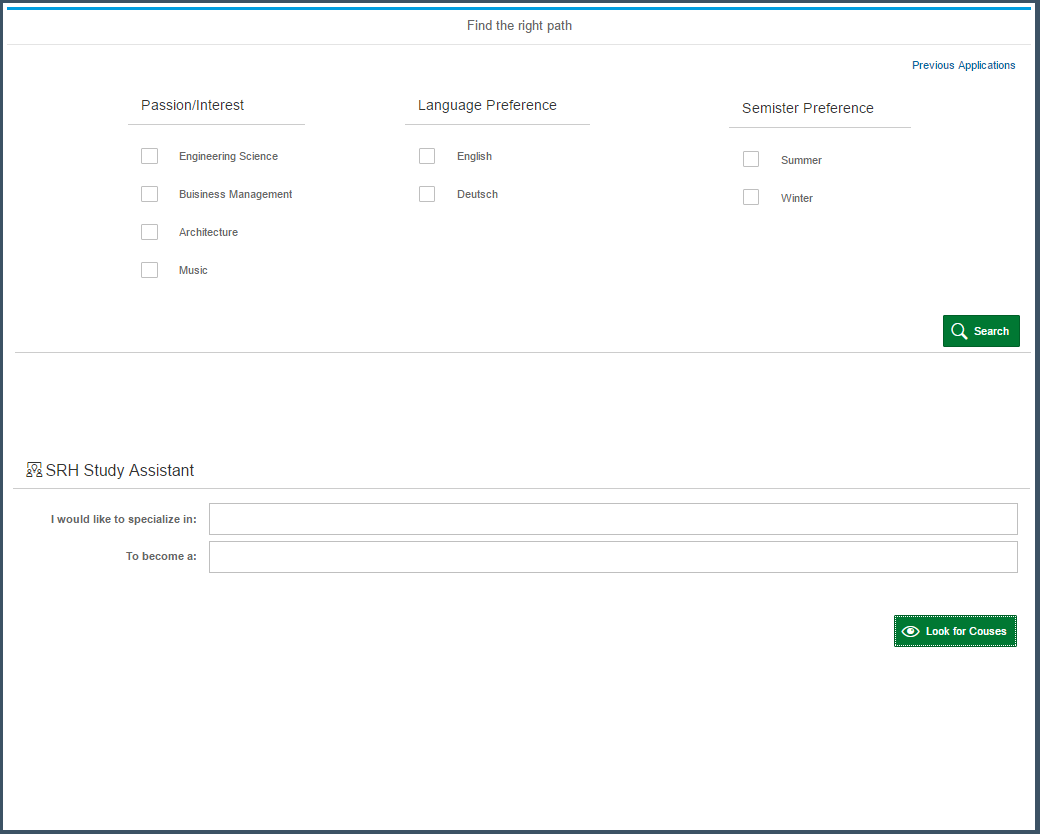 Find the right path
Previous Applications
Passion/Interest
Engineering Science
Buisiness Management
Architecture
Music
Language Preference
English
Deutsch
Semister Preference
Summer
Winter
Search
SRH Study Assistant
I would like to specialize in:
To become a:
Look for Couses